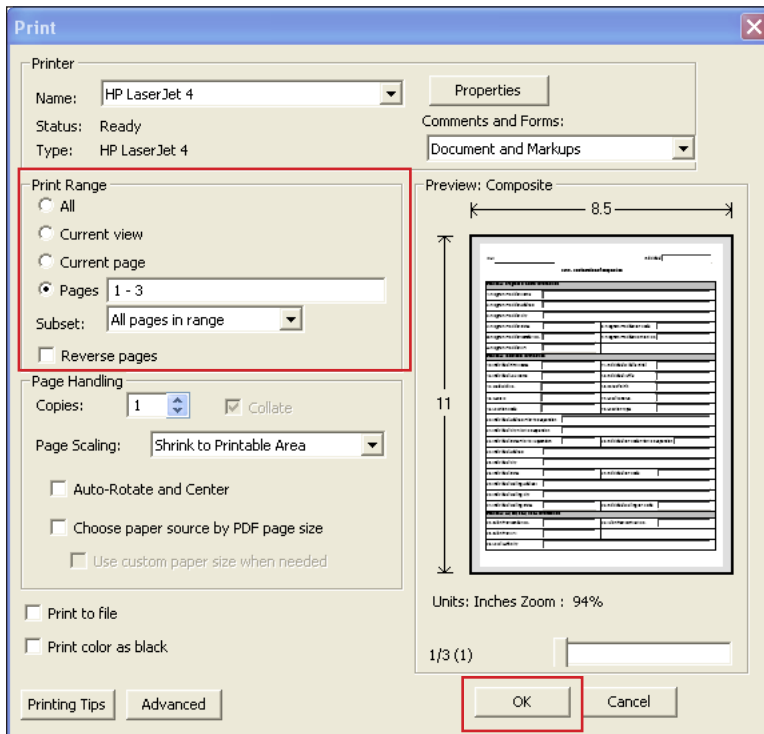 Print
Printer
Name: HP LaserJet 4
Properties
Status: Ready
Comments and Forms:
Type: HP LaserJet 4
Document and Markups
Print Range
All
Current view
Current page
Pages 1 - 3
Subset: All pages in range
Reverse pages
Page Handling
Copies: 1 Collate
Page Scaling: Shrink to Printable Area
Auto-Rotate and Center
Choose paper source by PDF page size
Use custom paper size when needed
Print to file
Print color as black
Printing Tips Advanced
Preview: Composite
8.5
11
Units: Inches Zoom : 94%
1/3 (1)
OK Cancel